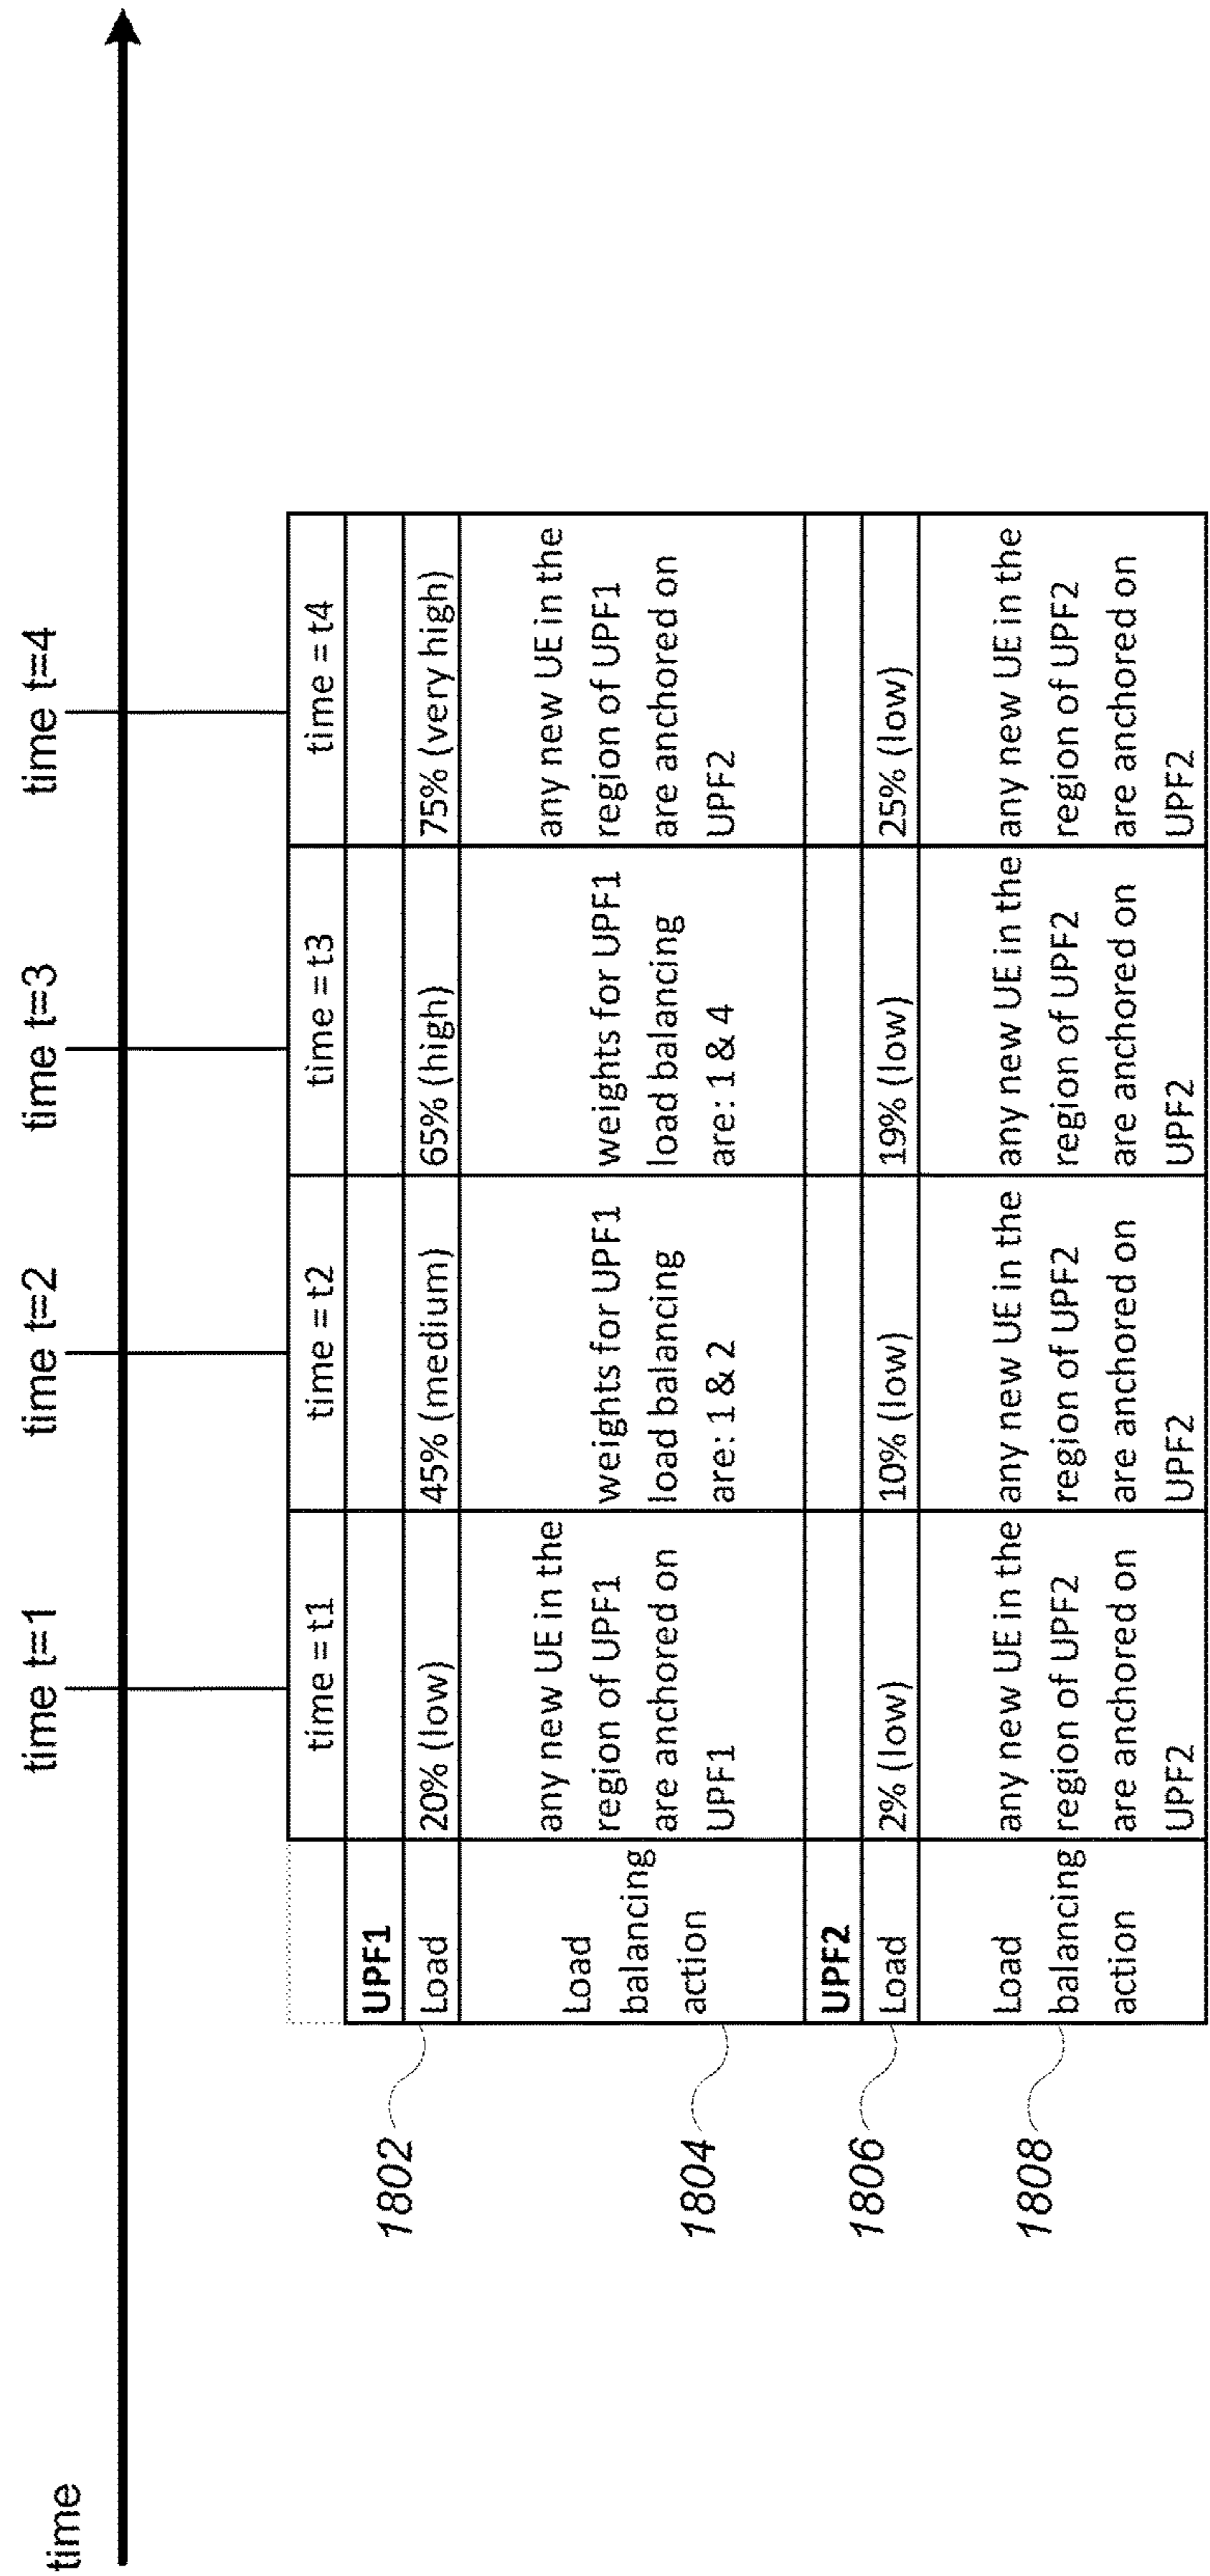 time
time t=1
time t=2
time t=3
time t=4
time = t1
time = t2
time = t3
time = t4
UPF1
1802
Load
20% (low)
45% (medium)
65% (high)
75% (very high)
1804
Load
balancing
action
any new UE in the
region of UPF1
are anchored on
UPF1
weights for UPF1
load balancing
are: 1 & 2
weights for UPF1
load balancing
are: 1 & 4
any new UE in the
region of UPF1
are anchored on
UPF2
UPF2
1806
Load
2% (low)
10% (low)
19% (low)
25% (low)
1808
Load
balancing
action
any new UE in the
region of UPF2
are anchored on
UPF2
any new UE in the
region of UPF2
are anchored on
UPF2
any new UE in the
region of UPF2
are anchored on
UPF2
any new UE in the
region of UPF2
are anchored on
UPF2